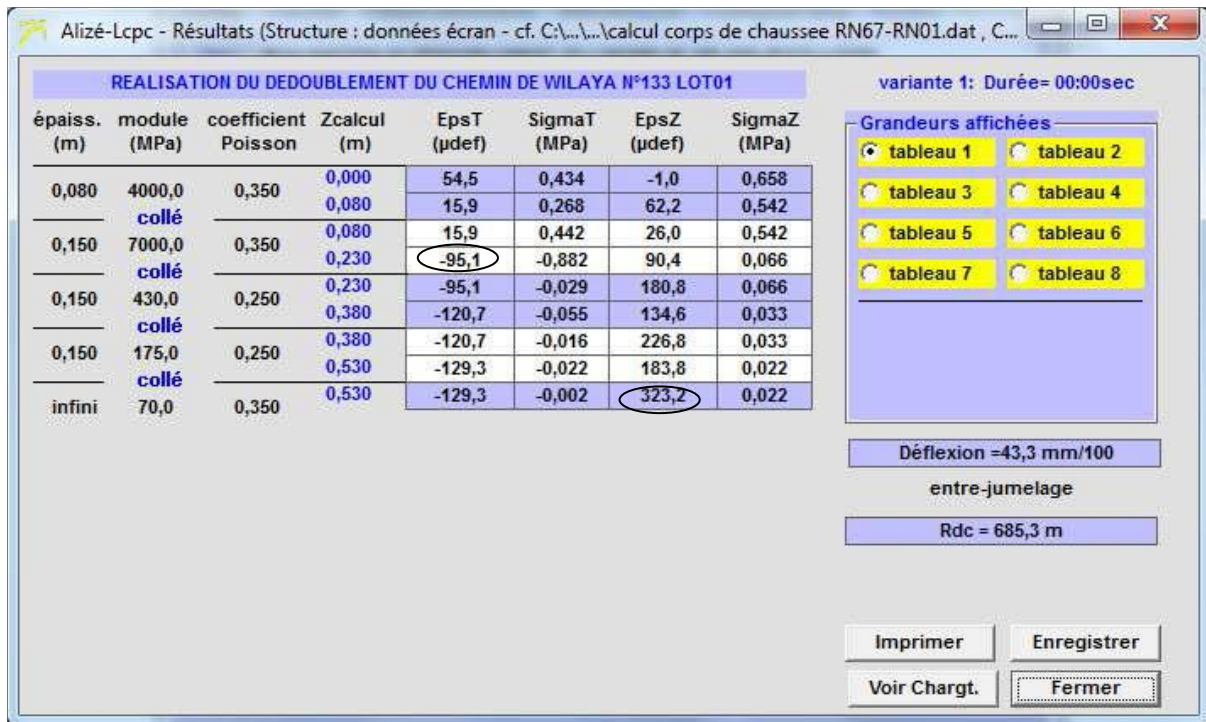 Alizé-Lcpc - Résultats (Structure : données écran - cf. C:\...\...\calcul corps de chaussee RN67-RN01.dat , C...
REALISATION DU DEDOUBLEMENT DU CHEMIN DE WILAYA N°133 LOT01
variante 1: Durée= 00:00sec
épaiss. module coefficient Zcalcul EpsT SigmaT EpsZ SigmaZ
(m) (MPa) Poisson (m) (µdef) (MPa) (µdef) (MPa)
0,000 54,5 0,434 -1,0 0,658
0,080 4000,0 0,350
0,080 15,9 0,268 62,2 0,542
collé
0,080 15,9 0,442 26,0 0,542
0,150 7000,0 0,350
0,230 -95,1 -0,882 90,4 0,066
collé
0,230 -95,1 -0,029 180,8 0,066
0,150 430,0 0,250
0,380 -120,7 -0,055 134,6 0,033
collé
0,380 -120,7 -0,016 226,8 0,033
0,150 175,0 0,250
0,530 -129,3 -0,022 183,8 0,022
collé
0,530 -129,3 -0,002 323,2 0,022
infini 70,0 0,350
Grandeurs affichées
tableau 1 tableau 2
tableau 3 tableau 4
tableau 5 tableau 6
tableau 7 tableau 8
Déflexion =43,3 mm/100
entre-jumelage
Rdc = 685,3 m
Imprimer Enregistrer
Voir Chargt. Fermer